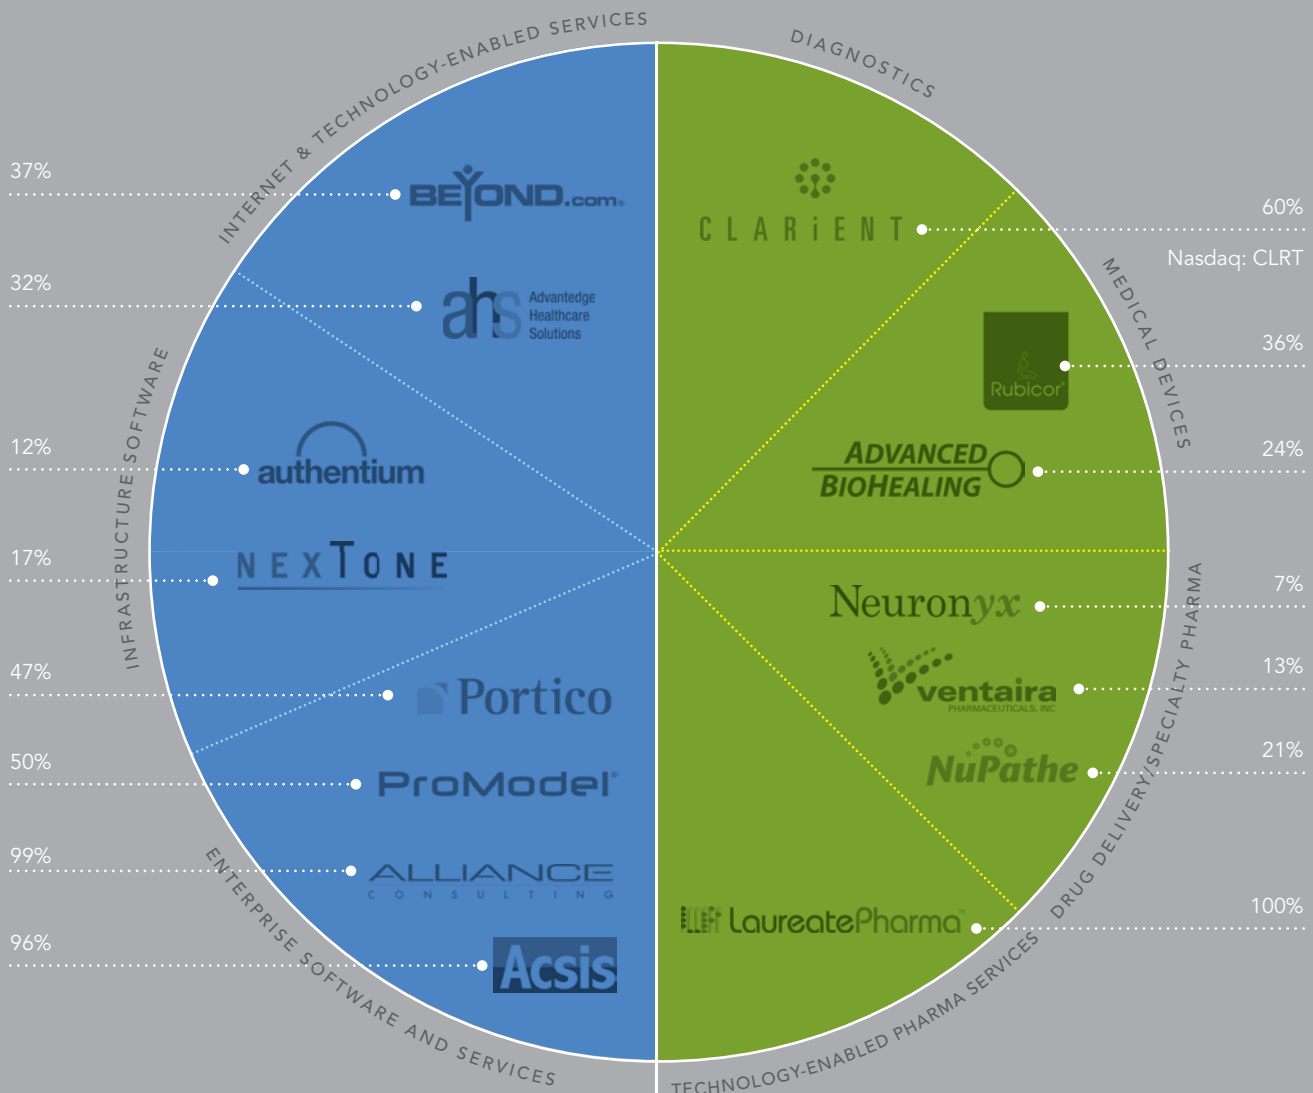 INTERNET & TECHNOLOGY-ENABLED SERVICES
37%
BEYOND.com®
32%
ahs
Advantedge
Healthcare
Solutions
INFRASTRUCTURE SOFTWARE
12%
authentium
17%
NEXTONE
47%
Portico
50%
ProModel®
99%
ALLIANCE
CONSULTING
96%
Acsis
ENTERPRISE SOFTWARE AND SERVICES
DIAGNOSTICS
CLARiENT
60%
Nasdaq: CLRT
MEDICAL DEVICES
36%
Rubicor®
24%
ADVANCED
BIOHEALING
DRUG DELIVERY/SPECIALTY PHARMA
7%
Neuronyx
13%
ventaira
PHARMACEUTICALS, INC
21%
NuPathe
100%
LaureatePharma™
TECHNOLOGY-ENABLED PHARMA SERVICES